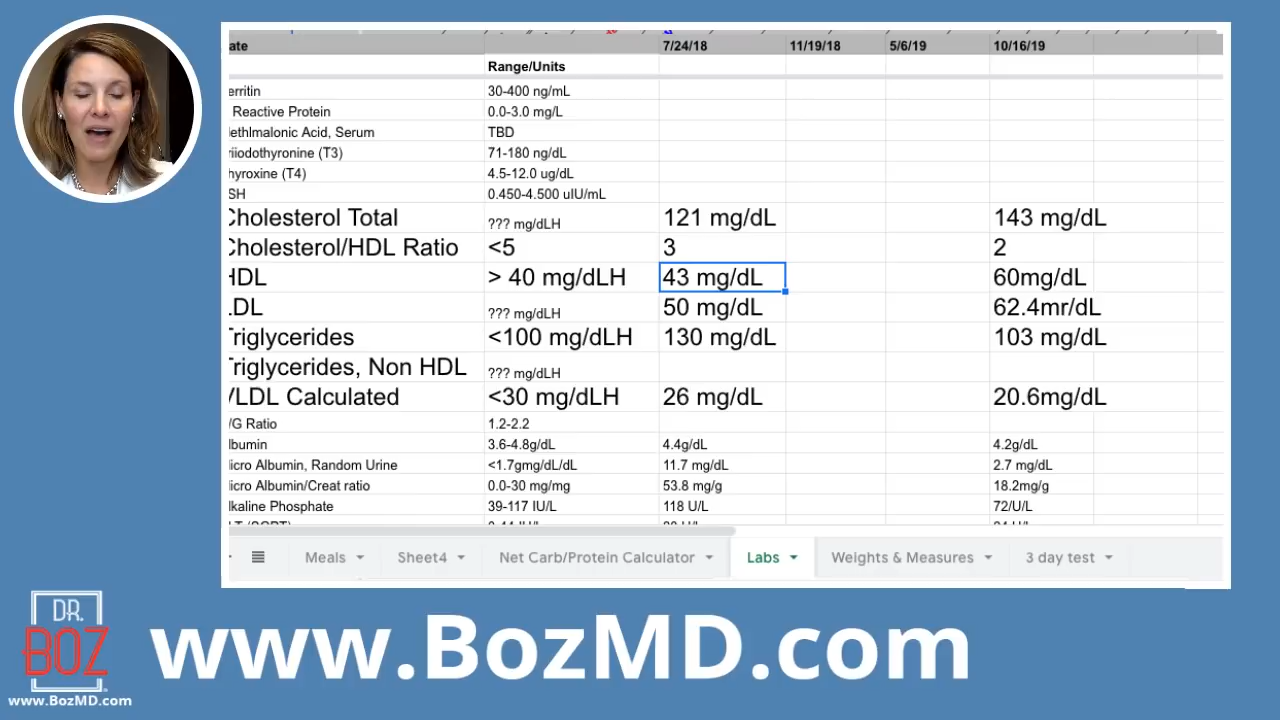 ate 7/24/18 11/19/18 5/6/19 10/16/19
Range/Units
erritin 30-400 ng/mL
Reactive Protein 0.0-3.0 mg/L
lethlmalonic Acid, Serum TBD
riiodothyronine (T3) 71-180 ng/dL
hyroxine (T4) 4.5-12.0 ug/dL
SH 0.450-4.500 uIU/mL
Cholesterol Total ??? mg/dLH 121 mg/dL 143 mg/dL
Cholesterol/HDL Ratio <5 3 2
HDL > 40 mg/dLH 43 mg/dL 60mg/dL
LDL ??? mg/dLH 50 mg/dL 62.4mr/dL
Triglycerides <100 mg/dLH 130 mg/dL 103 mg/dL
Triglycerides, Non HDL ??? mg/dLH
VLDL Calculated <30 mg/dLH 26 mg/dL 20.6mg/dL
/G Ratio 1.2-2.2
lbumin 3.6-4.8g/dL 4.4g/dL 4.2g/dL
licro Albumin, Random Urine <1.7gmg/dL/dL 11.7 mg/dL 2.7 mg/dL
licro Albumin/Creat ratio 0.0-30 mg/mg 53.8 mg/g 18.2mg/g
lkaline Phosphate 39-117 IU/L 118 U/L 72/U/L
Meals Sheet4 Net Carb/Protein Calculator Labs Weights & Measures 3 day test
DR.
BOZ
www.BozMD.com
www.BozMD.com